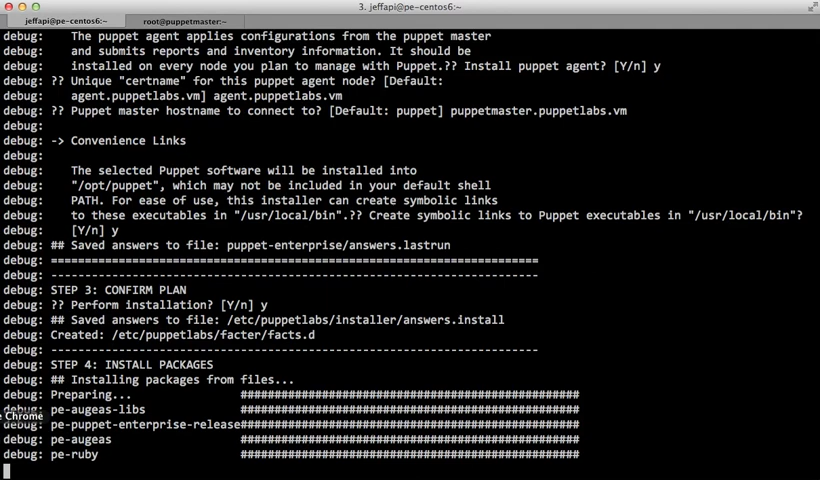 3. jeffapi@pe-centos6:~
jeffapi@pe-centos6:~
root@puppetmaster:~
debug:    The puppet agent applies configurations from the puppet master
debug:    and submits reports and inventory information. It should be
debug:    installed on every node you plan to manage with Puppet.?? Install puppet agent? [Y/n] y
debug: ?? Unique "certname" for this puppet agent node? [Default:
debug:    agent.puppetlabs.vm] agent.puppetlabs.vm
debug: ?? Puppet master hostname to connect to? [Default: puppet] puppetmaster.puppetlabs.vm
debug:
debug: -> Convenience Links
debug:
debug:    The selected Puppet software will be installed into
debug:    "/opt/puppet", which may not be included in your default shell
debug:    PATH. For ease of use, this installer can create symbolic links
debug:    to these executables in "/usr/local/bin".?? Create symbolic links to Puppet executables in "/usr/local/bin"?
debug:    [Y/n] y
debug: ## Saved answers to file: puppet-enterprise/answers.lastrun
debug: ======================================================================
debug: ----------------------------------------------------------------------
debug: STEP 3: CONFIRM PLAN
debug: ?? Perform installation? [Y/n] y
debug: ## Saved answers to file: /etc/puppetlabs/installer/answers.install
debug: Created: /etc/puppetlabs/facter/facts.d
debug: ----------------------------------------------------------------------
debug: STEP 4: INSTALL PACKAGES
debug: ## Installing packages from files...
debug: Preparing...                ##################################################
debug: pe-augeas-libs              ##################################################
e Chrome
debug: pe-puppet-enterprise-release##################################################
debug: pe-augeas                   ##################################################
debug: pe-ruby                     ##################################################